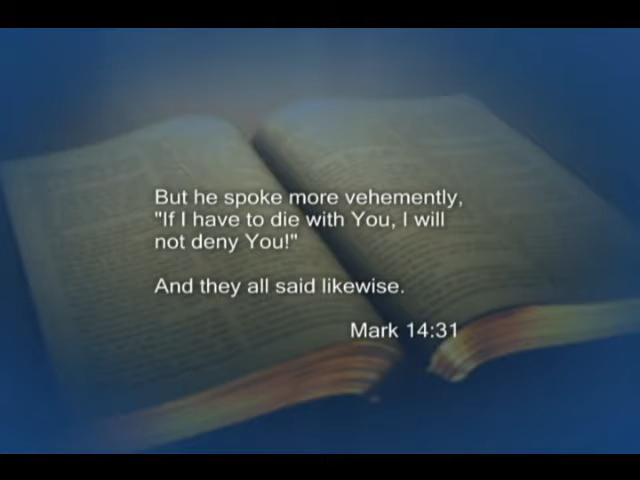 But he spoke more vehemently,
"If I have to die with You, I will
not deny You!"
And they all said likewise.
Mark 14:31